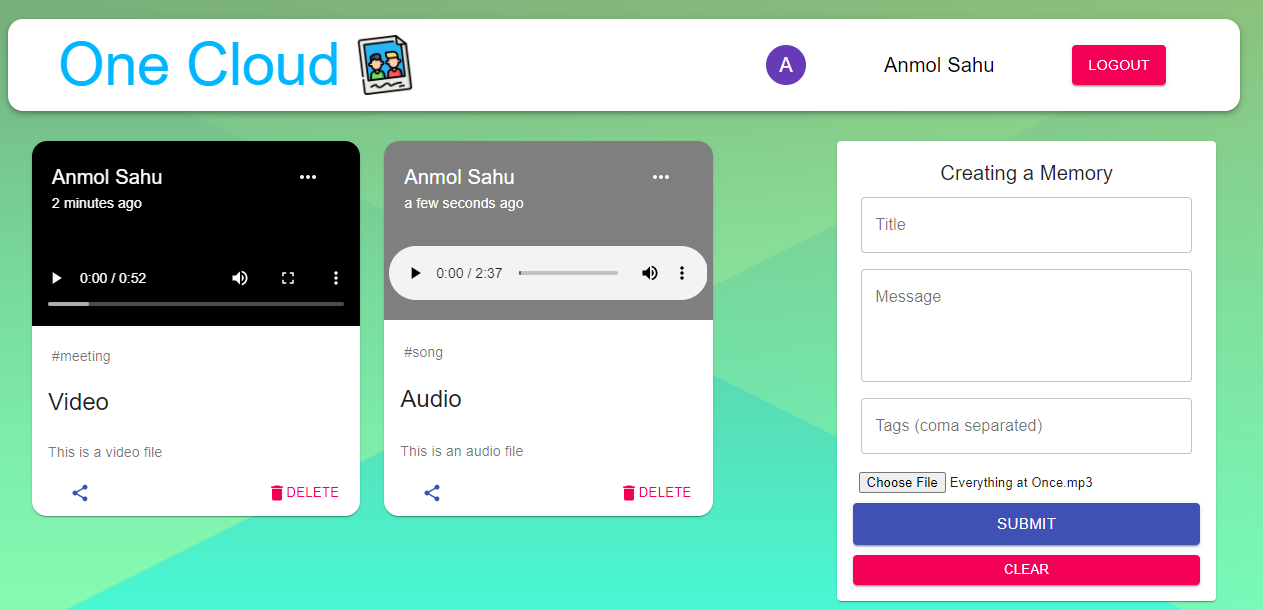 One Cloud
A
Anmol Sahu
LOGOUT
Anmol Sahu
2 minutes ago
0:00 / 0:52
#meeting
Video
This is a video file
DELETE
Anmol Sahu
a few seconds ago
0:00 / 2:37
#song
Audio
This is an audio file
DELETE
Creating a Memory
Title
Message
Tags (coma separated)
Choose File Everything at Once.mp3
SUBMIT
CLEAR